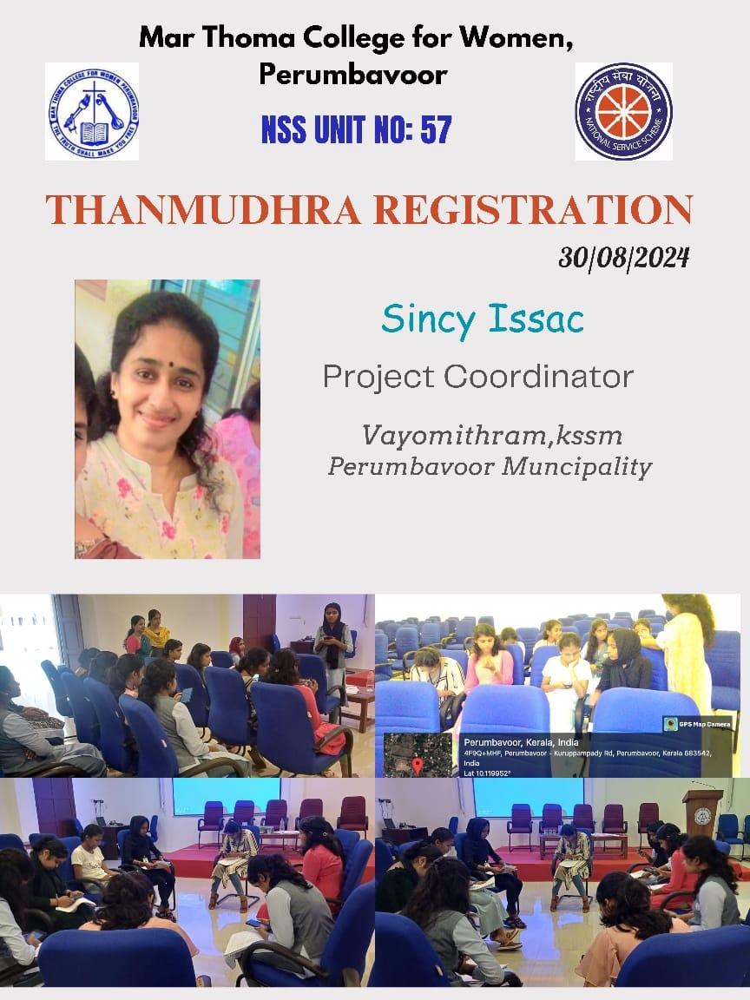 Mar Thoma College for Women,
Perumbavoor
MAR THOMA COLLEGE FOR WOMEN PERUMBAVOOR
THE TRUTH SHALL MAKE YOU FREE
NSS UNIT NO: 57
राष्ट्रीय सेवा योजना
NATIONAL SERVICE SCHEME
THANMUDHRA REGISTRATION
30/08/2024
Sincy Issac
Project Coordinator
Vayomithram,kssm
Perumbavoor Muncipality
GPS Map Camera
Perumbavoor, Kerala, India
4F9Q+MHF, Perumbavoor - Kuruppampady Rd, Perumbavoor, Kerala 683542,
India
Lat 10.119952°